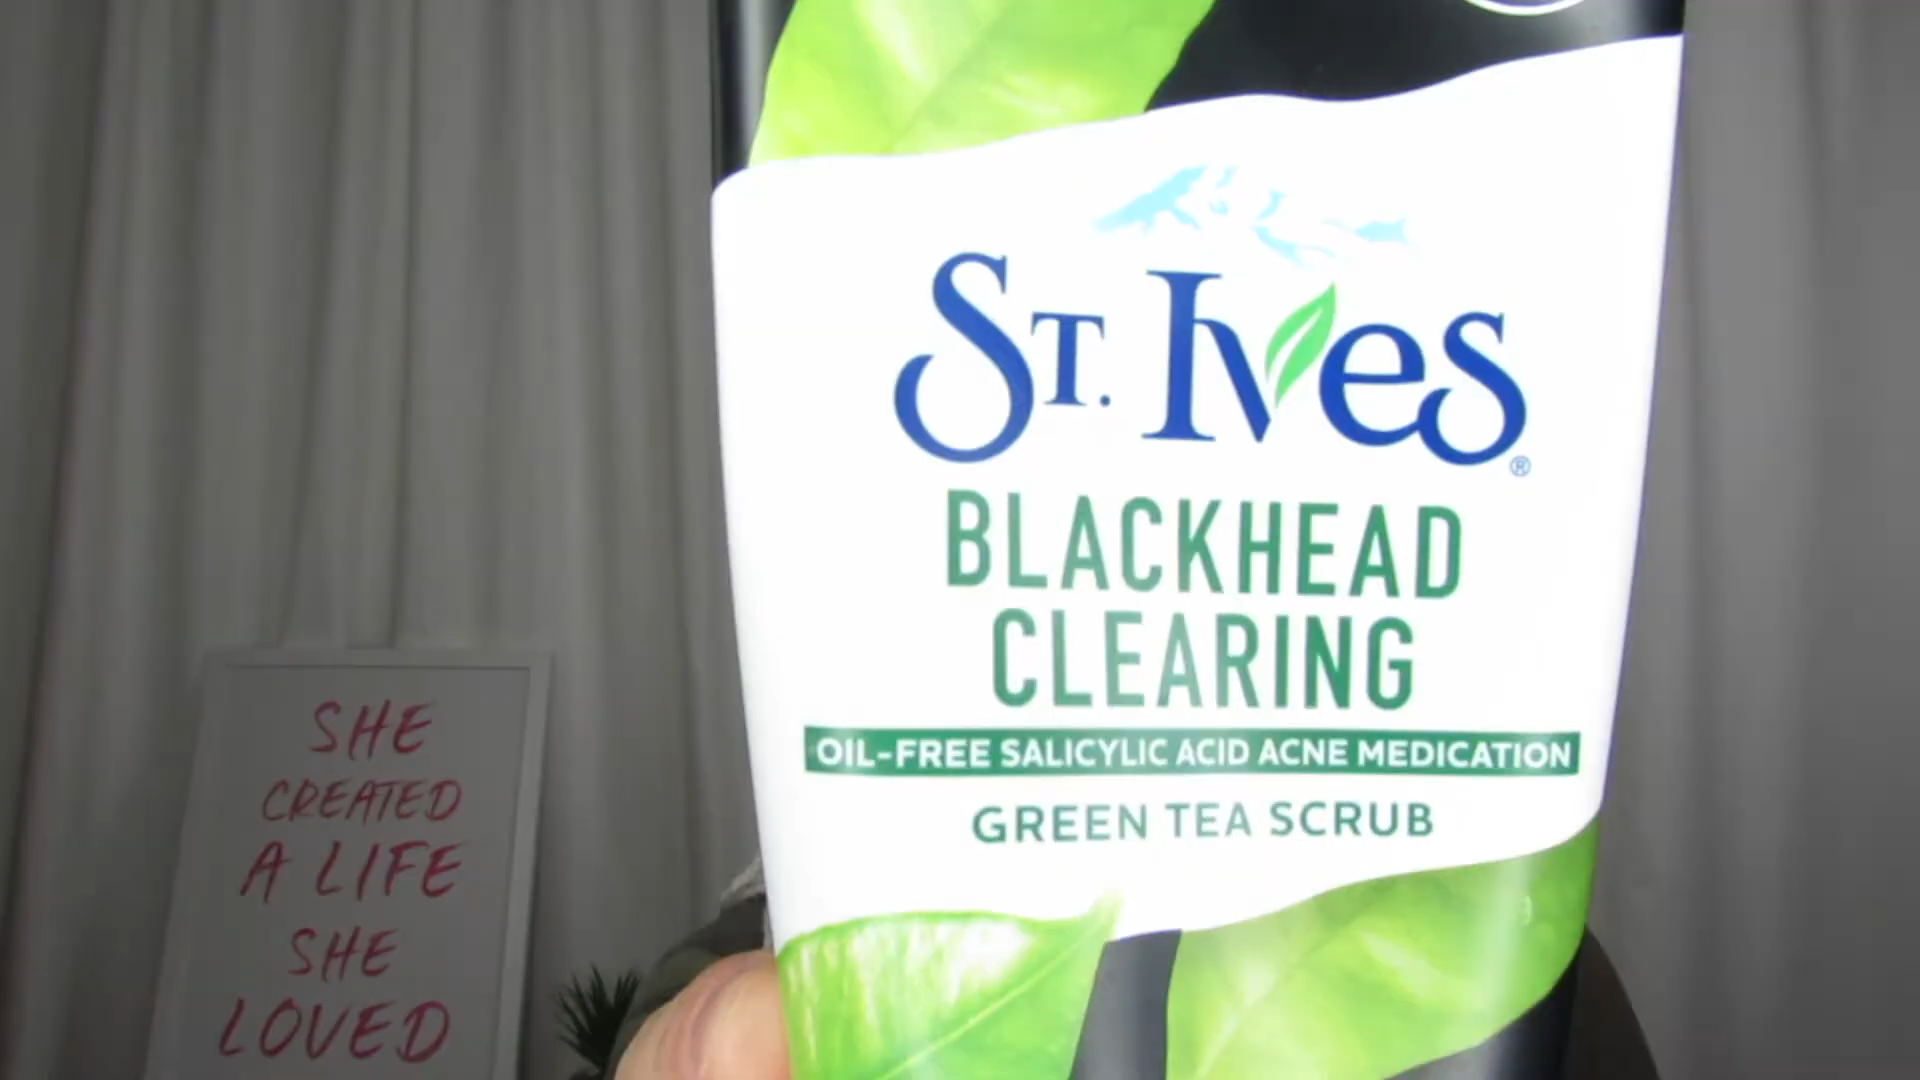 ST. Ives®
BLACKHEAD
CLEARING
OIL-FREE SALICYLIC ACID ACNE MEDICATION
GREEN TEA SCRUB
SHE
CREATED
A LIFE
SHE
LOVED